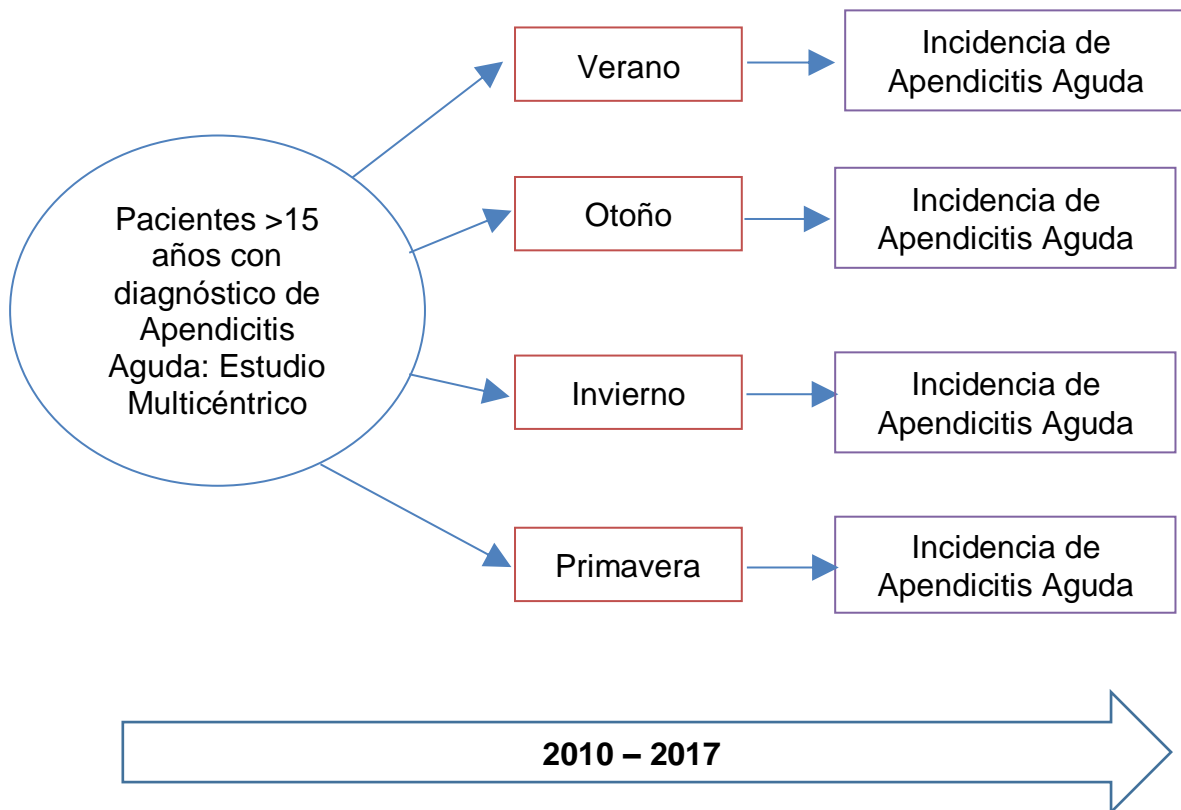 Pacientes >15
años con
diagnóstico de
Apendicitis
Aguda: Estudio
Multicéntrico
Verano
Incidencia de
Apendicitis Aguda
Otoño
Incidencia de
Apendicitis Aguda
Invierno
Incidencia de
Apendicitis Aguda
Primavera
Incidencia de
Apendicitis Aguda
2010 – 2017